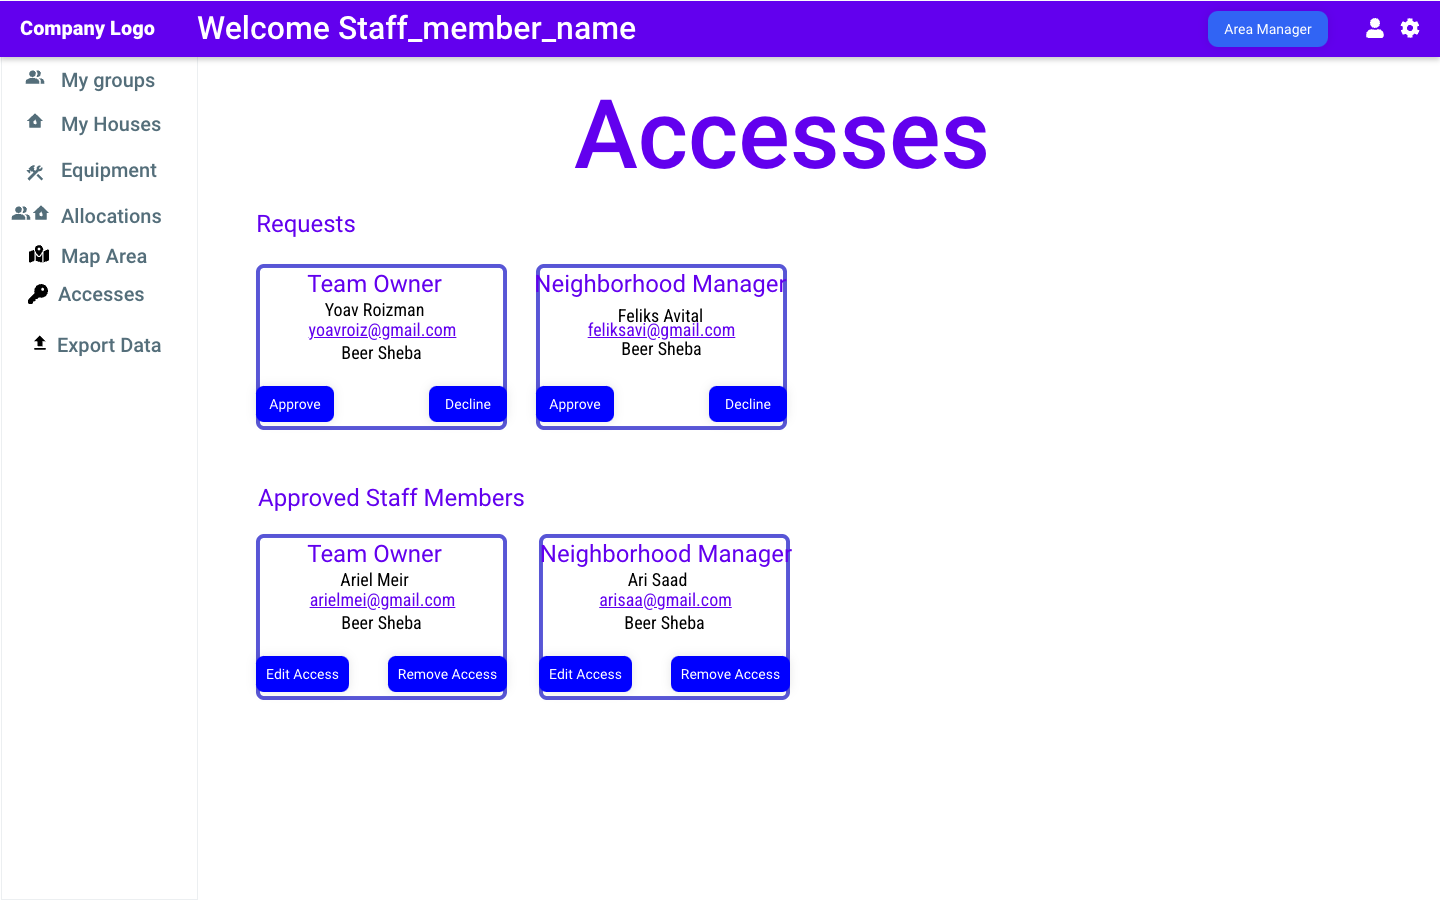 Company Logo
Welcome Staff_member_name
Area Manager
My groups
My Houses
Equipment
Allocations
Map Area
Accesses
Export Data
Accesses
Requests
Team Owner
Yoav Roizman
yoavroiz@gmail.com
Beer Sheba
Approve
Decline
Neighborhood Manager
Feliks Avital
feliksavi@gmail.com
Beer Sheba
Approve
Decline
Approved Staff Members
Team Owner
Ariel Meir
arielmei@gmail.com
Beer Sheba
Edit Access
Remove Access
Neighborhood Manager
Ari Saad
arisaa@gmail.com
Beer Sheba
Edit Access
Remove Access